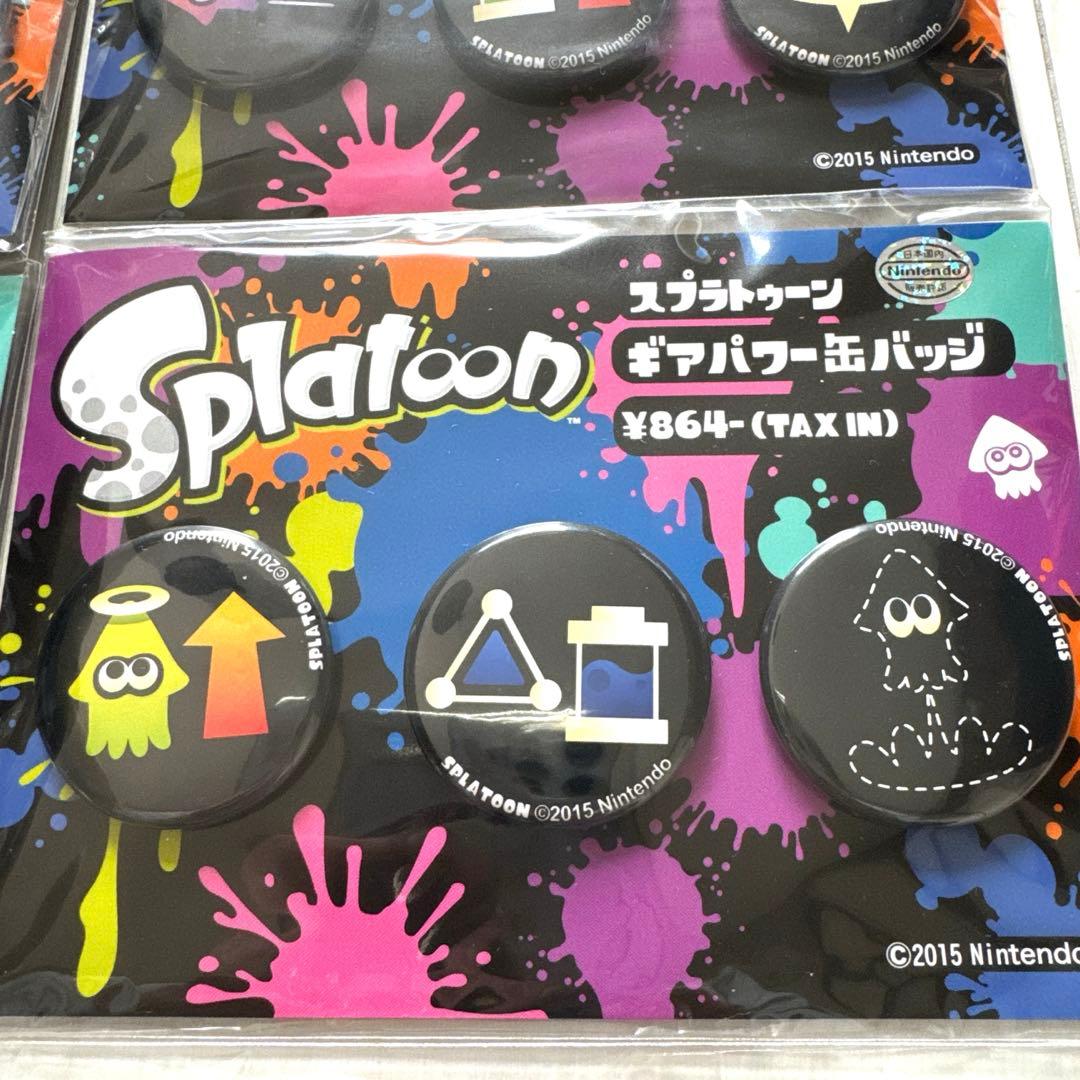 SPLATOON ©2015 Nintendo
SPLATOON ©2015 Nintendo
©2015 Nintendo
Splatoon™
スプラトゥーン
ギアパワー缶バッジ
¥864-(TAX IN)
日本国内
Nintendo
販売許諾
SPLATOON ©2015 Nintendo
SPLATOON ©2015 Nintendo
SPLATOON ©2015 Nintendo
©2015 Nintendo